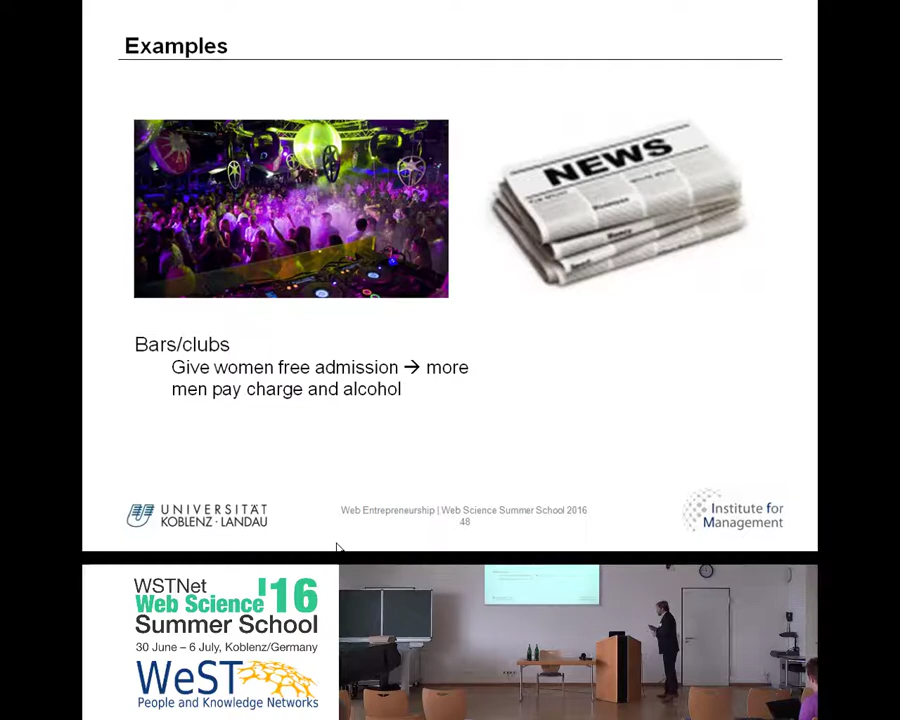 Examples
NEWS
Business
Bars/clubs
Give women free admission → more
men pay charge and alcohol
UNIVERSITÄT
KOBLENZ · LANDAU
Web Entrepreneurship | Web Science Summer School 2016
48
Institute for
Management
WSTNet
Web Science '16
Summer School
30 June – 6 July, Koblenz/Germany
WeST
People and Knowledge Networks